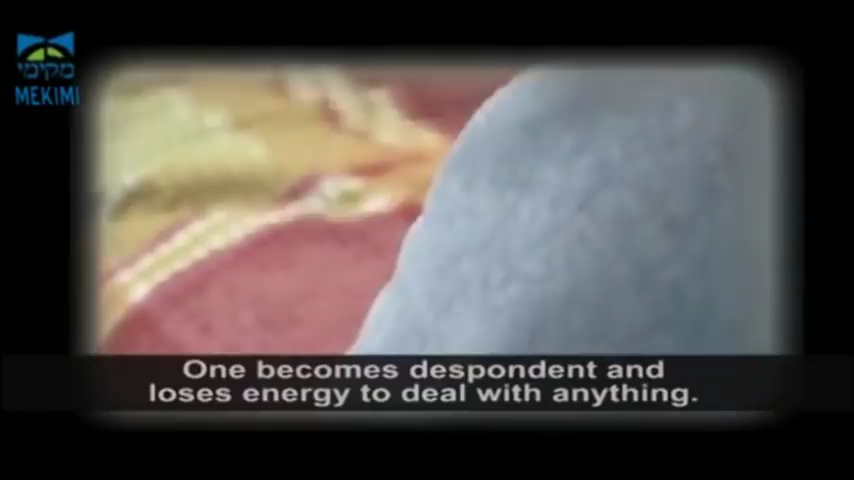 מקימי
MEKIMI
One becomes despondent and
loses energy to deal with anything.